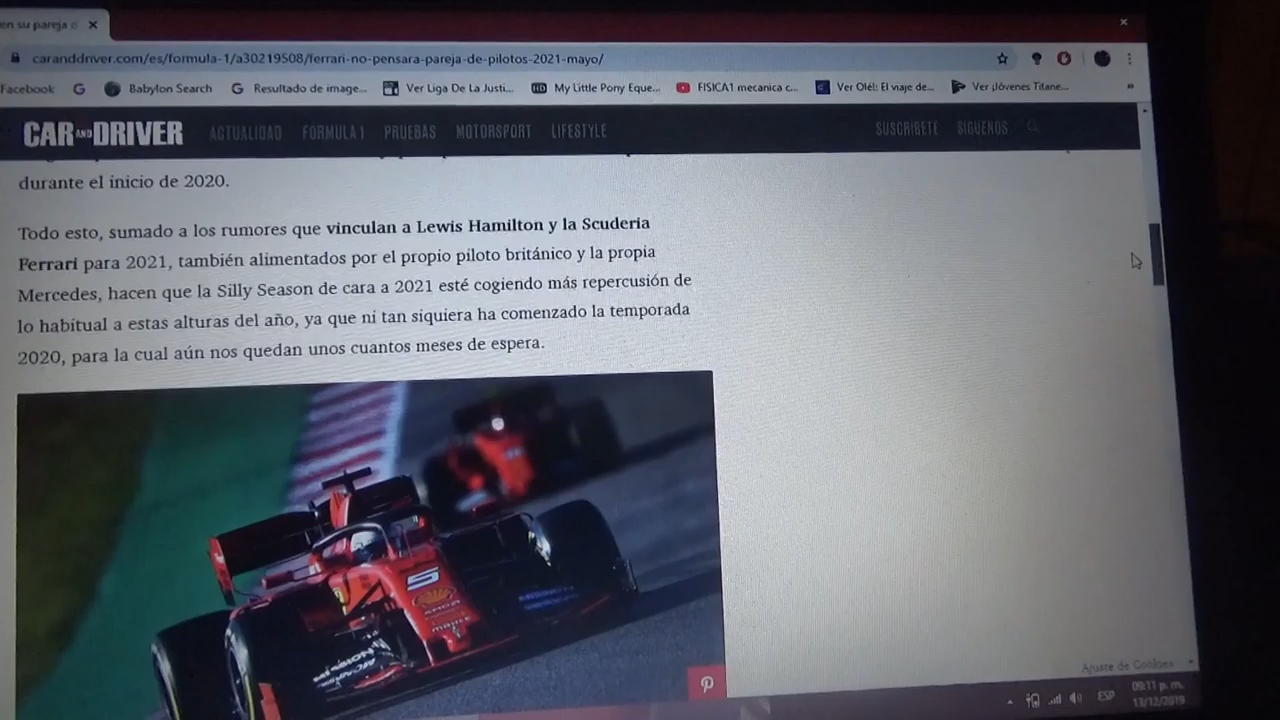 en su pareja d
caranddriver.com/es/formula-1/a30219508/ferrari-no-pensara-pareja-de-pilotos-2021-mayo/
Facebook G Babylon Search G Resultado de image... Ver Liga De La Justi... HD My Little Pony Eque... FISICA1 mecanica c... Ver Olé!: El viaje de... Ver ¡Jóvenes Titane... »
CAR AND DRIVER ACTUALIDAD FÓRMULA 1 PRUEBAS MOTORSPORT LIFESTYLE SUSCRÍBETE SÍGUENOS
durante el inicio de 2020.
Todo esto, sumado a los rumores que vinculan a Lewis Hamilton y la Scuderia
Ferrari para 2021, también alimentados por el propio piloto británico y la propia
Mercedes, hacen que la Silly Season de cara a 2021 esté cogiendo más repercusión de
lo habitual a estas alturas del año, ya que ni tan siquiera ha comenzado la temporada
2020, para la cual aún nos quedan unos cuantos meses de espera.
5
MAHLE
MISSION
Ajuste de Cookies
ESP
09:11 p. m.
13/12/2019